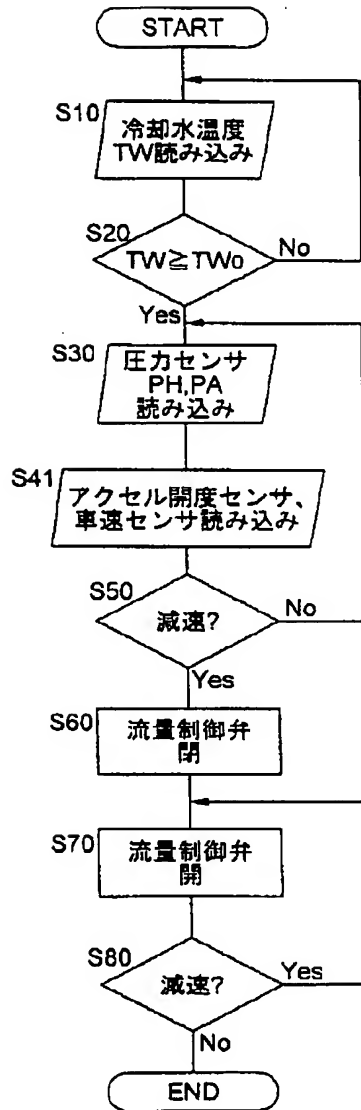 START
S10
冷却水温度
TW読み込み
S20
TW≧TWo
No
Yes
S30
圧力センサ
PH,PA
読み込み
S41
アクセル開度センサ、
車速センサ読み込み
S50
減速?
No
Yes
S60
流量制御弁
閉
S70
流量制御弁
開
S80
減速?
Yes
No
END